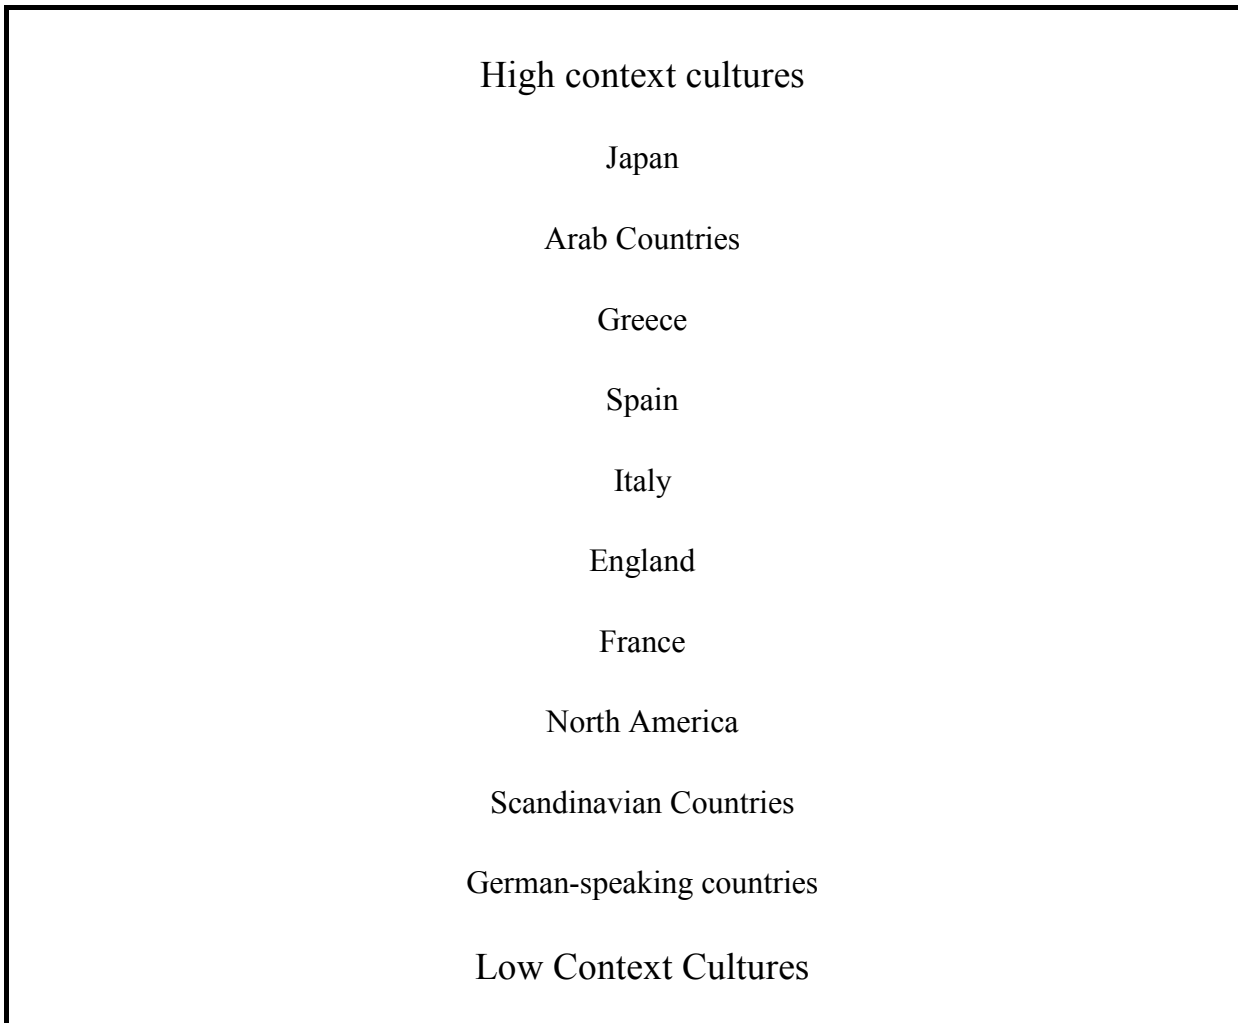 High context cultures
Japan
Arab Countries
Greece
Spain
Italy
England
France
North America
Scandinavian Countries
German-speaking countries
Low Context Cultures